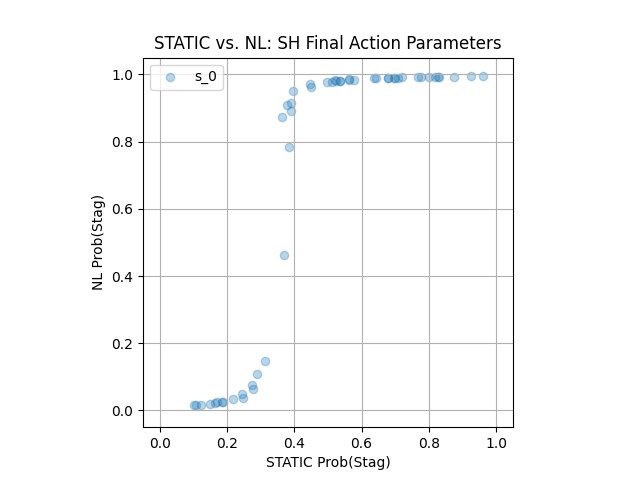 STATIC vs. NL: SH Final Action Parameters
s_0
1.0
0.8
0.6
0.4
0.2
0.0
NL Prob(Stag)
0.0 0.2 0.4 0.6 0.8 1.0
STATIC Prob(Stag)